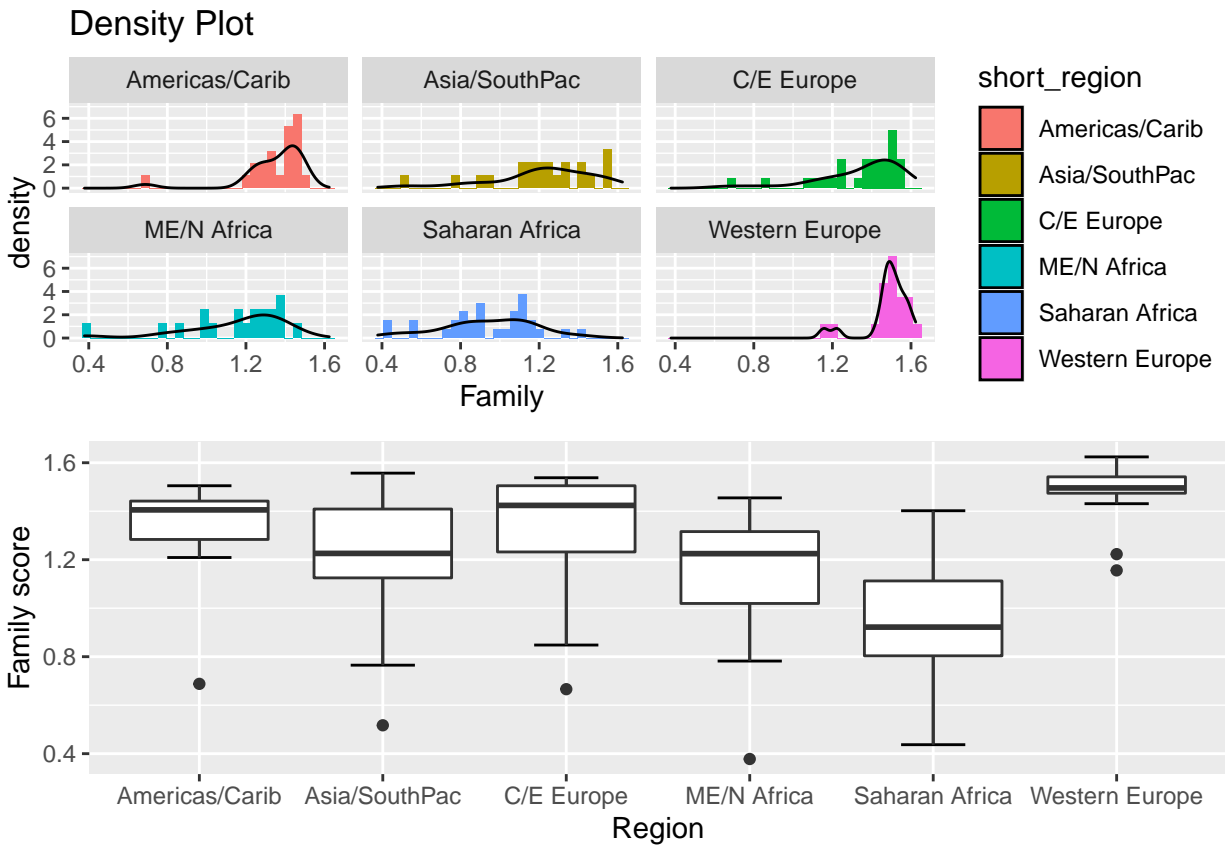 Density Plot
Americas/Carib
Asia/SouthPac
C/E Europe
6
4
2
0
ME/N Africa
Saharan Africa
Western Europe
6
4
2
0
density
0.4 0.8 1.2 1.6
0.4 0.8 1.2 1.6
0.4 0.8 1.2 1.6
Family
short_region
Americas/Carib
Asia/SouthPac
C/E Europe
ME/N Africa
Saharan Africa
Western Europe
1.6
1.2
0.8
0.4
Family score
Americas/Carib Asia/SouthPac C/E Europe ME/N Africa Saharan Africa Western Europe
Region